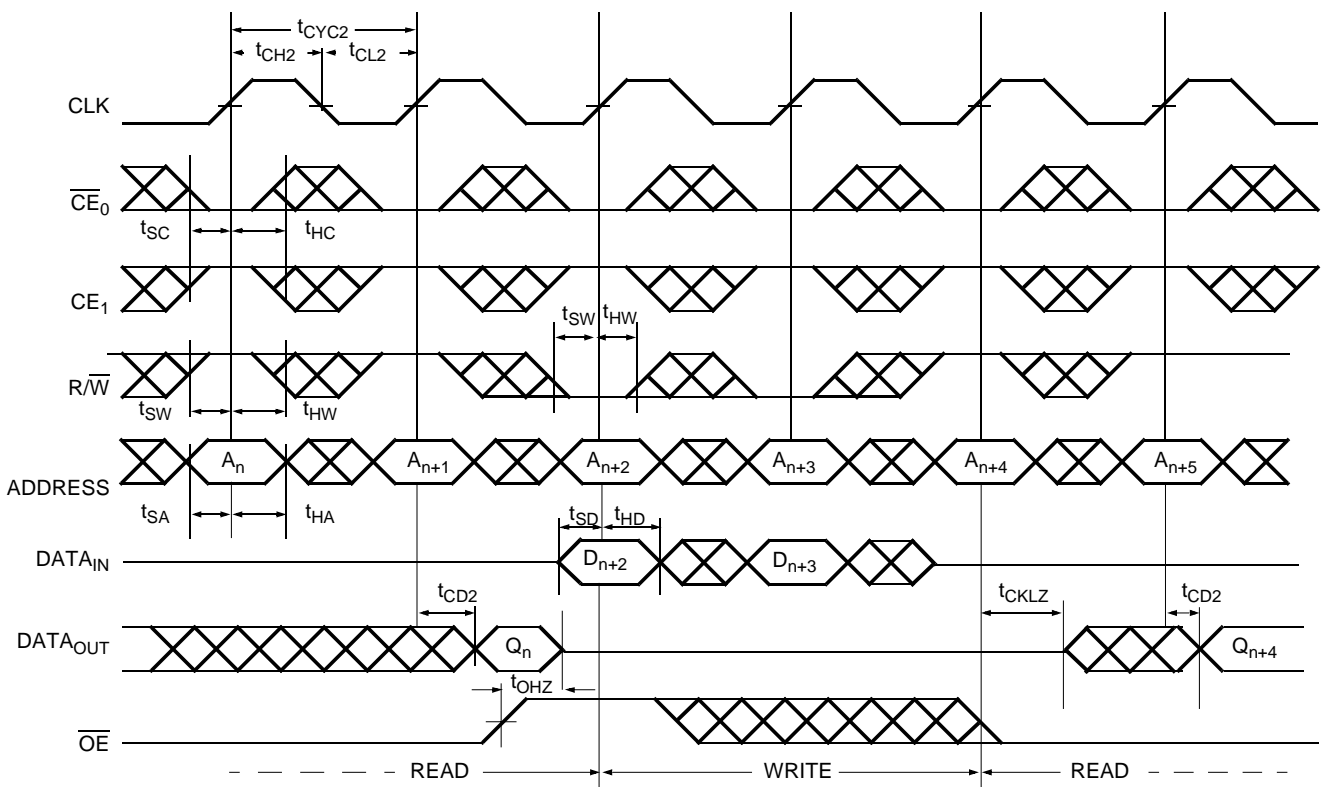 tCYC2
tCH2 tCL2
CLK
CE0
tSC tHC
CE1
tSW tHW
R/W
tSW tHW
An An+1 An+2 An+3 An+4 An+5
ADDRESS
tSA tHA tSD tHD
DATAIN Dn+2 Dn+3
tCD2 tCKLZ tCD2
DATAOUT Qn Qn+4
tOHZ
OE
READ WRITE READ